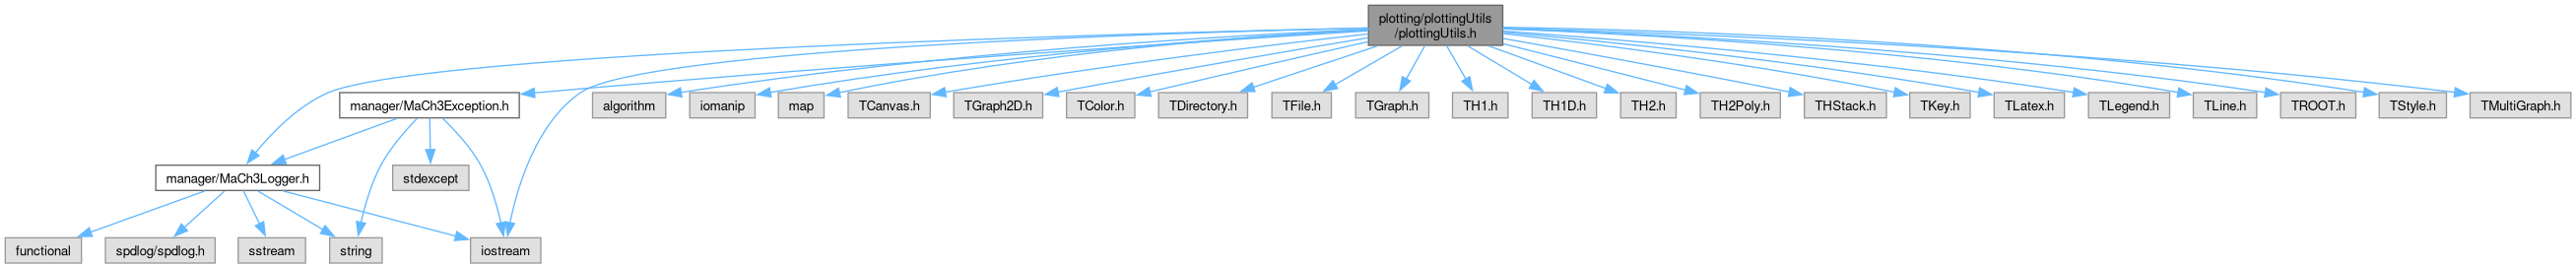 plotting/plottingUtils
/plottingUtils.h
manager/MaCh3Exception.h
algorithm
iomanip
map
TCanvas.h
TGraph2D.h
TColor.h
TDirectory.h
TFile.h
TGraph.h
TH1.h
TH1D.h
TH2.h
TH2Poly.h
THStack.h
TKey.h
TLatex.h
TLegend.h
TLine.h
TROOT.h
TStyle.h
TMultiGraph.h
manager/MaCh3Logger.h
stdexcept
functional
spdlog/spdlog.h
sstream
string
iostream